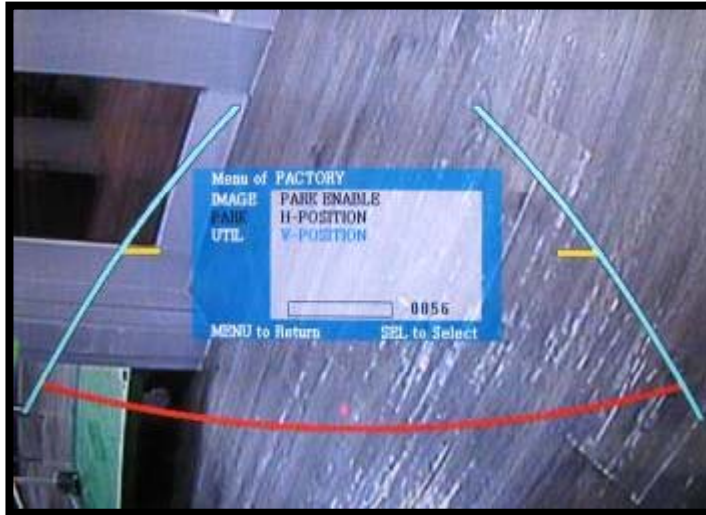 Menu of PACTORY
IMAGE PARK ENABLE
PARK H-POSITION
UTIL V-POSITION
0056
MENU to Return SEL to Select